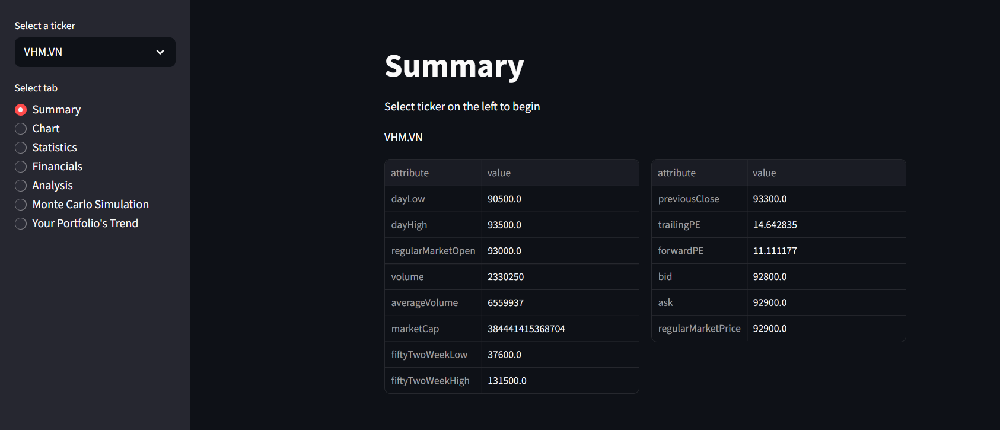 Select a ticker
VHM.VN
Select tab
Summary
Chart
Statistics
Financials
Analysis
Monte Carlo Simulation
Your Portfolio's Trend
Summary
Select ticker on the left to begin
VHM.VN
attribute value
dayLow 90500.0
dayHigh 93500.0
regularMarketOpen 93000.0
volume 2330250
averageVolume 6559937
marketCap 384441415368704
fiftyTwoWeekLow 37600.0
fiftyTwoWeekHigh 131500.0
attribute value
previousClose 93300.0
trailingPE 14.642835
forwardPE 11.111177
bid 92800.0
ask 92900.0
regularMarketPrice 92900.0